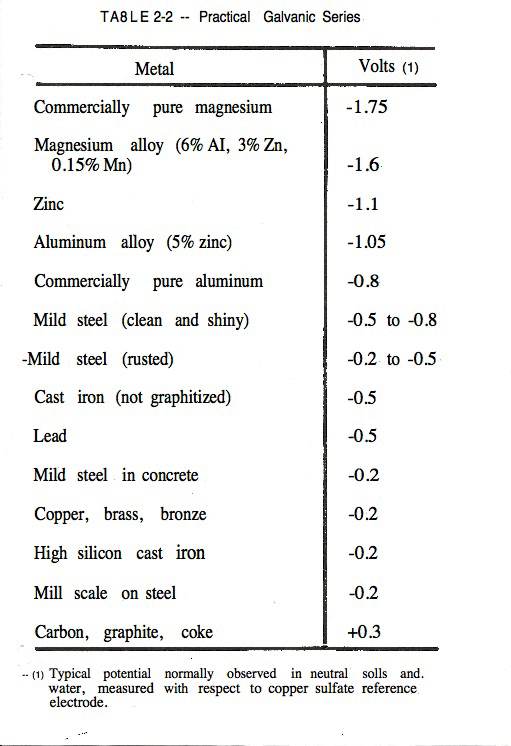 TA8LE 2-2 -- Practical Galvanic Series
Metal Volts (1)
Commercially pure magnesium -1.75
Magnesium alloy (6% AI, 3% Zn,
0.15% Mn) -1.6
Zinc -1.1
Aluminum alloy (5% zinc) -1.05
Commercially pure aluminum -0.8
Mild steel (clean and shiny) -0.5 to -0.8
-Mild steel (rusted) -0.2 to -0.5
Cast iron (not graphitized) -0.5
Lead -0.5
Mild steel in concrete -0.2
Copper, brass, bronze -0.2
High silicon cast iron -0.2
Mill scale on steel -0.2
Carbon, graphite, coke +0.3
-- (1) Typical potential normally observed in neutral solls and.
water, measured with respect to copper sulfate reference
electrode.